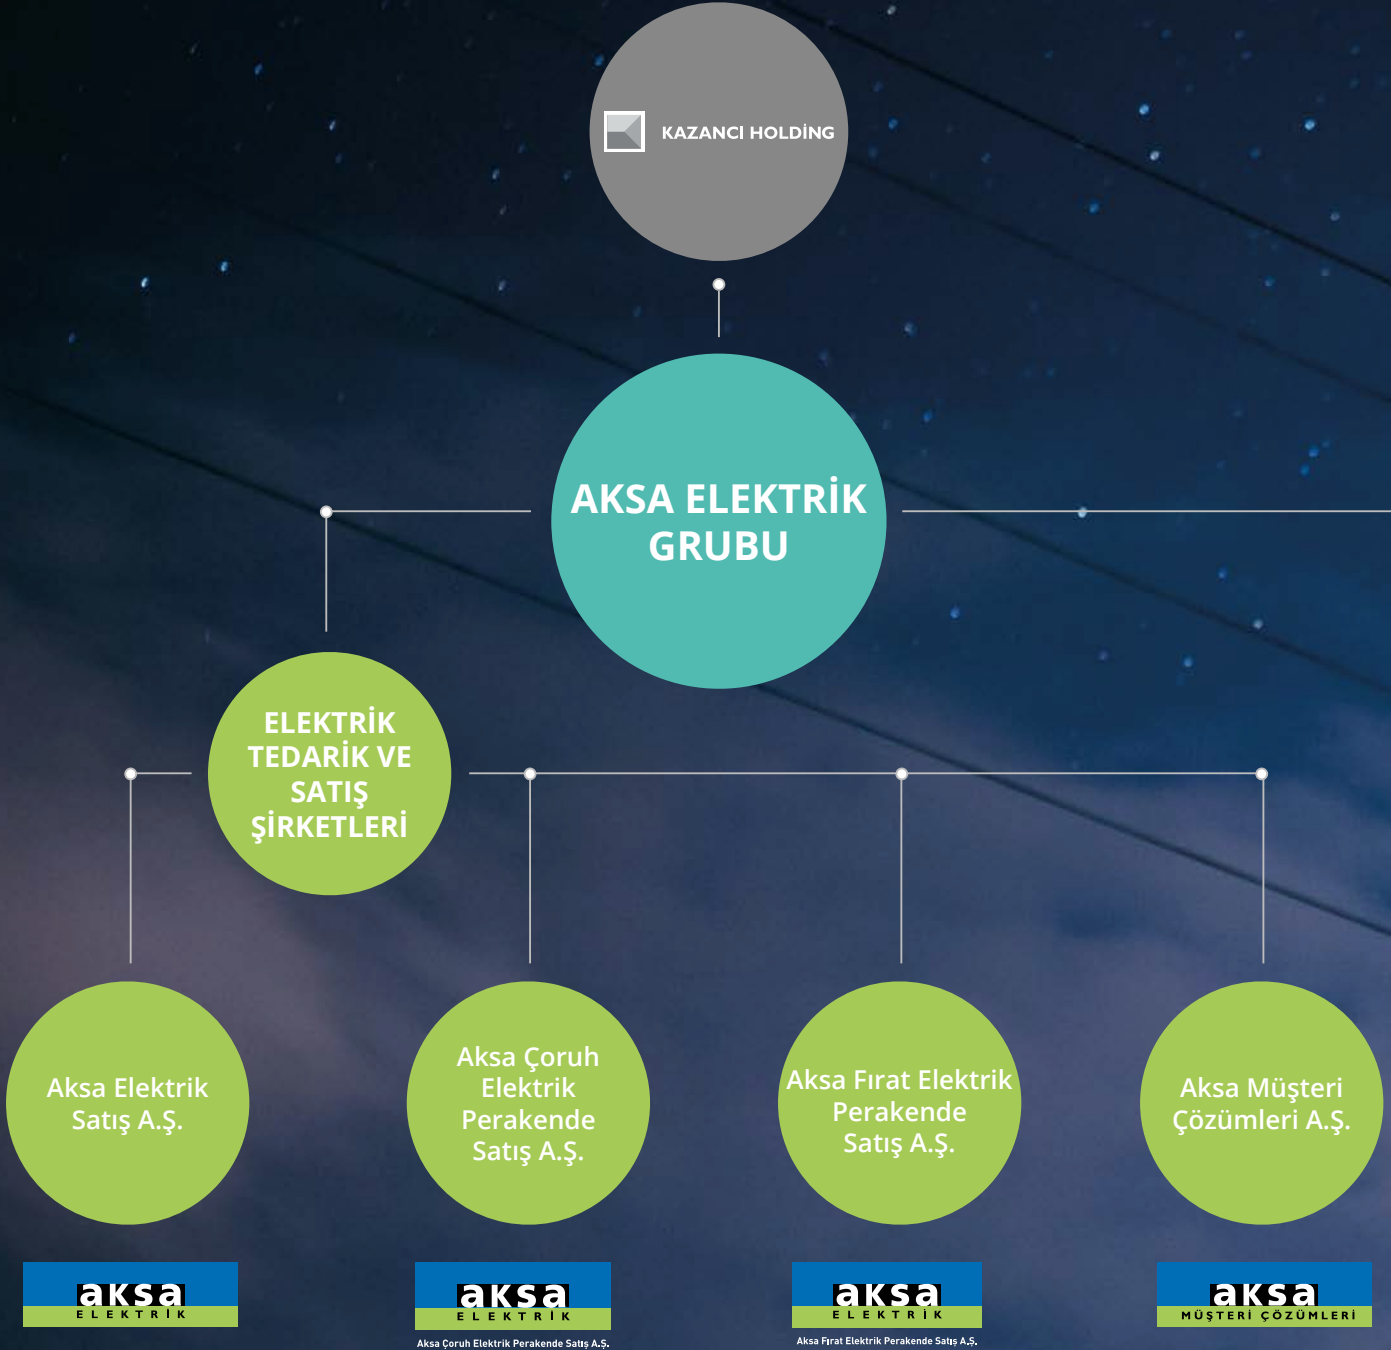 KAZANCI HOLDİNG
AKSA ELEKTRİK
GRUBU
ELEKTRİK
TEDARİK VE
SATIŞ
ŞİRKETLERİ
Aksa Elektrik
Satış A.Ş.
Aksa Çoruh
Elektrik
Perakende
Satış A.Ş.
Aksa Fırat Elektrik
Perakende
Satış A.Ş.
Aksa Müşteri
Çözümleri A.Ş.
aksa
ELEKTRİK
aksa
ELEKTRİK
Aksa Çoruh Elektrik Perakende Satış A.Ş.
aksa
ELEKTRİK
Aksa Fırat Elektrik Perakende Satış A.Ş.
aksa
MÜŞTERİ ÇÖZÜMLERİ